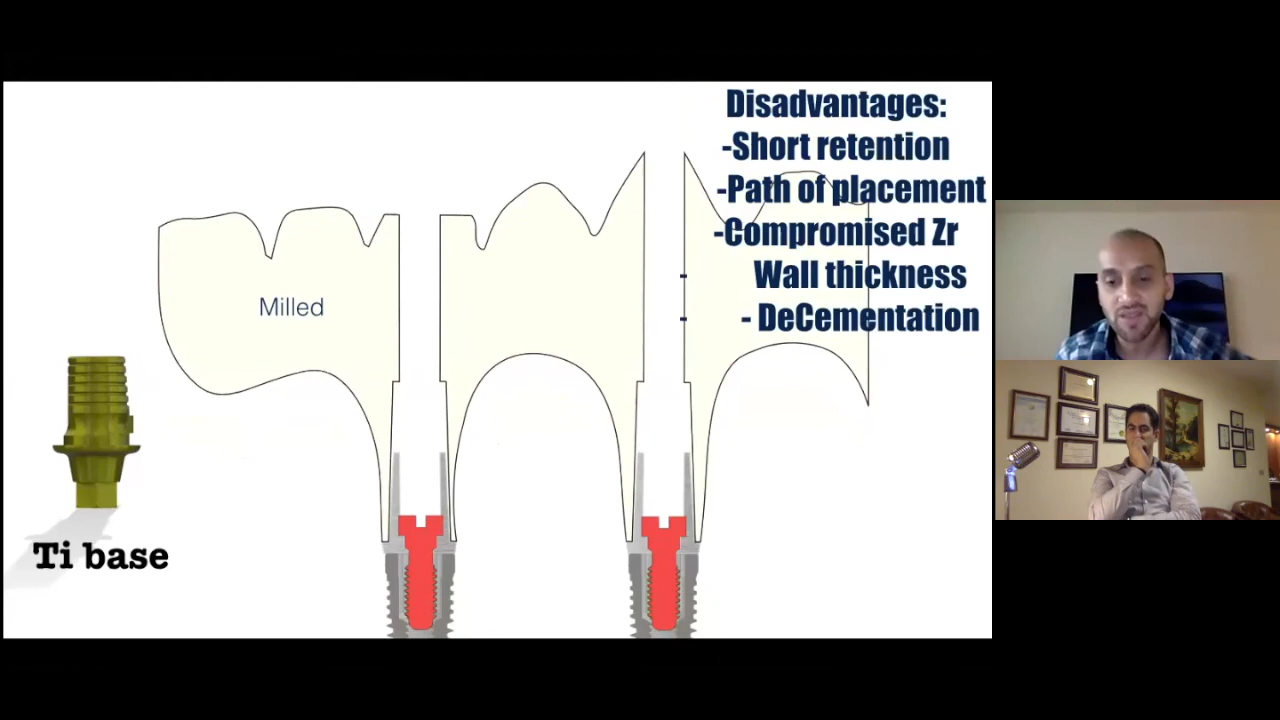 Disadvantages:
-Short retention
-Path of placement
-Compromised Zr
Wall thickness
- DeCementation
Milled
Ti base